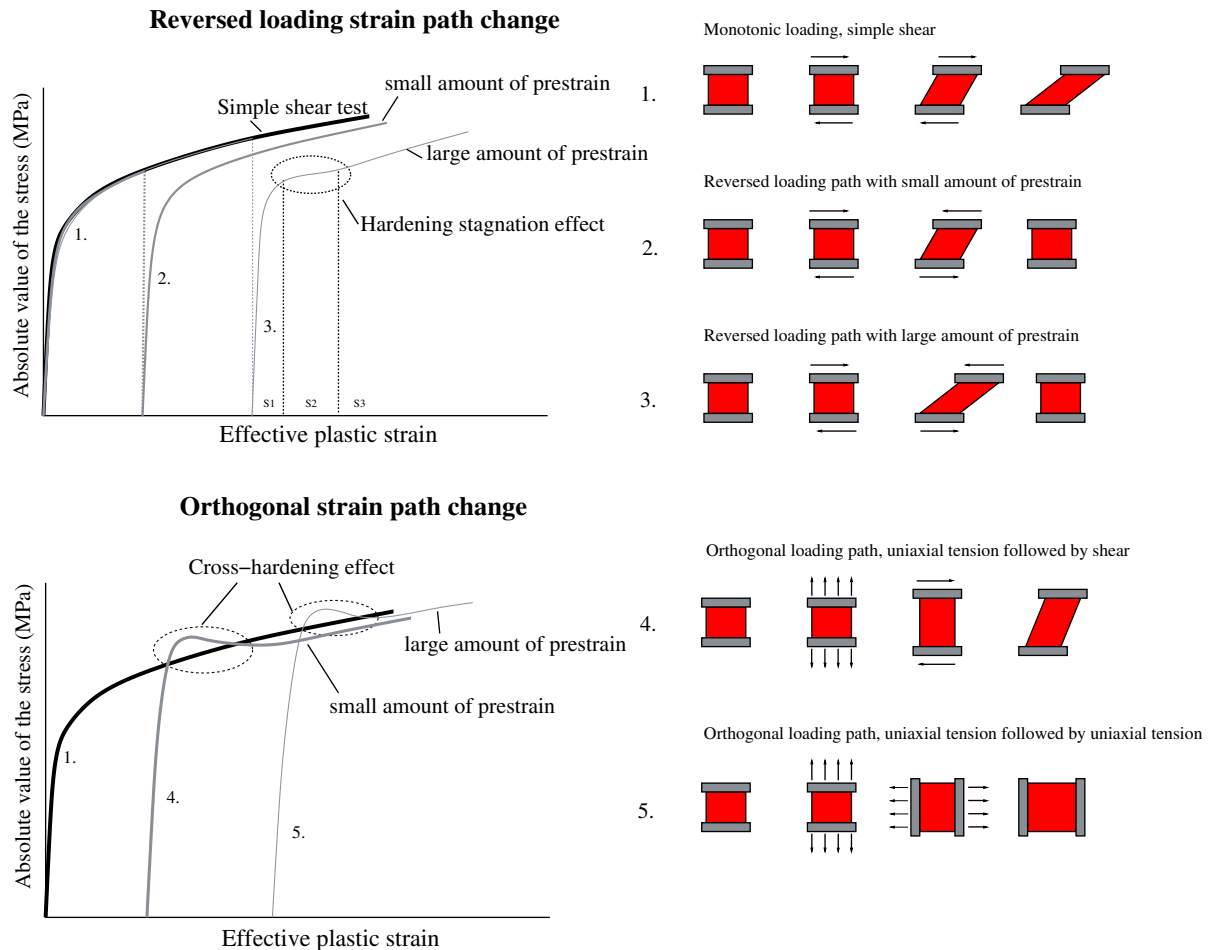 Reversed loading strain path change
Absolute value of the stress (MPa)
small amount of prestrain
Simple shear test
large amount of prestrain
Hardening stagnation effect
1.
2.
3.
S1
S2
S3
Effective plastic strain
Monotonic loading, simple shear
1.
Reversed loading path with small amount of prestrain
2.
Reversed loading path with large amount of prestrain
3.
Orthogonal strain path change
Absolute value of the stress (MPa)
Cross−hardening effect
large amount of prestrain
small amount of prestrain
1.
4.
5.
Effective plastic strain
Orthogonal loading path, uniaxial tension followed by shear
4.
Orthogonal loading path, uniaxial tension followed by uniaxial tension
5.